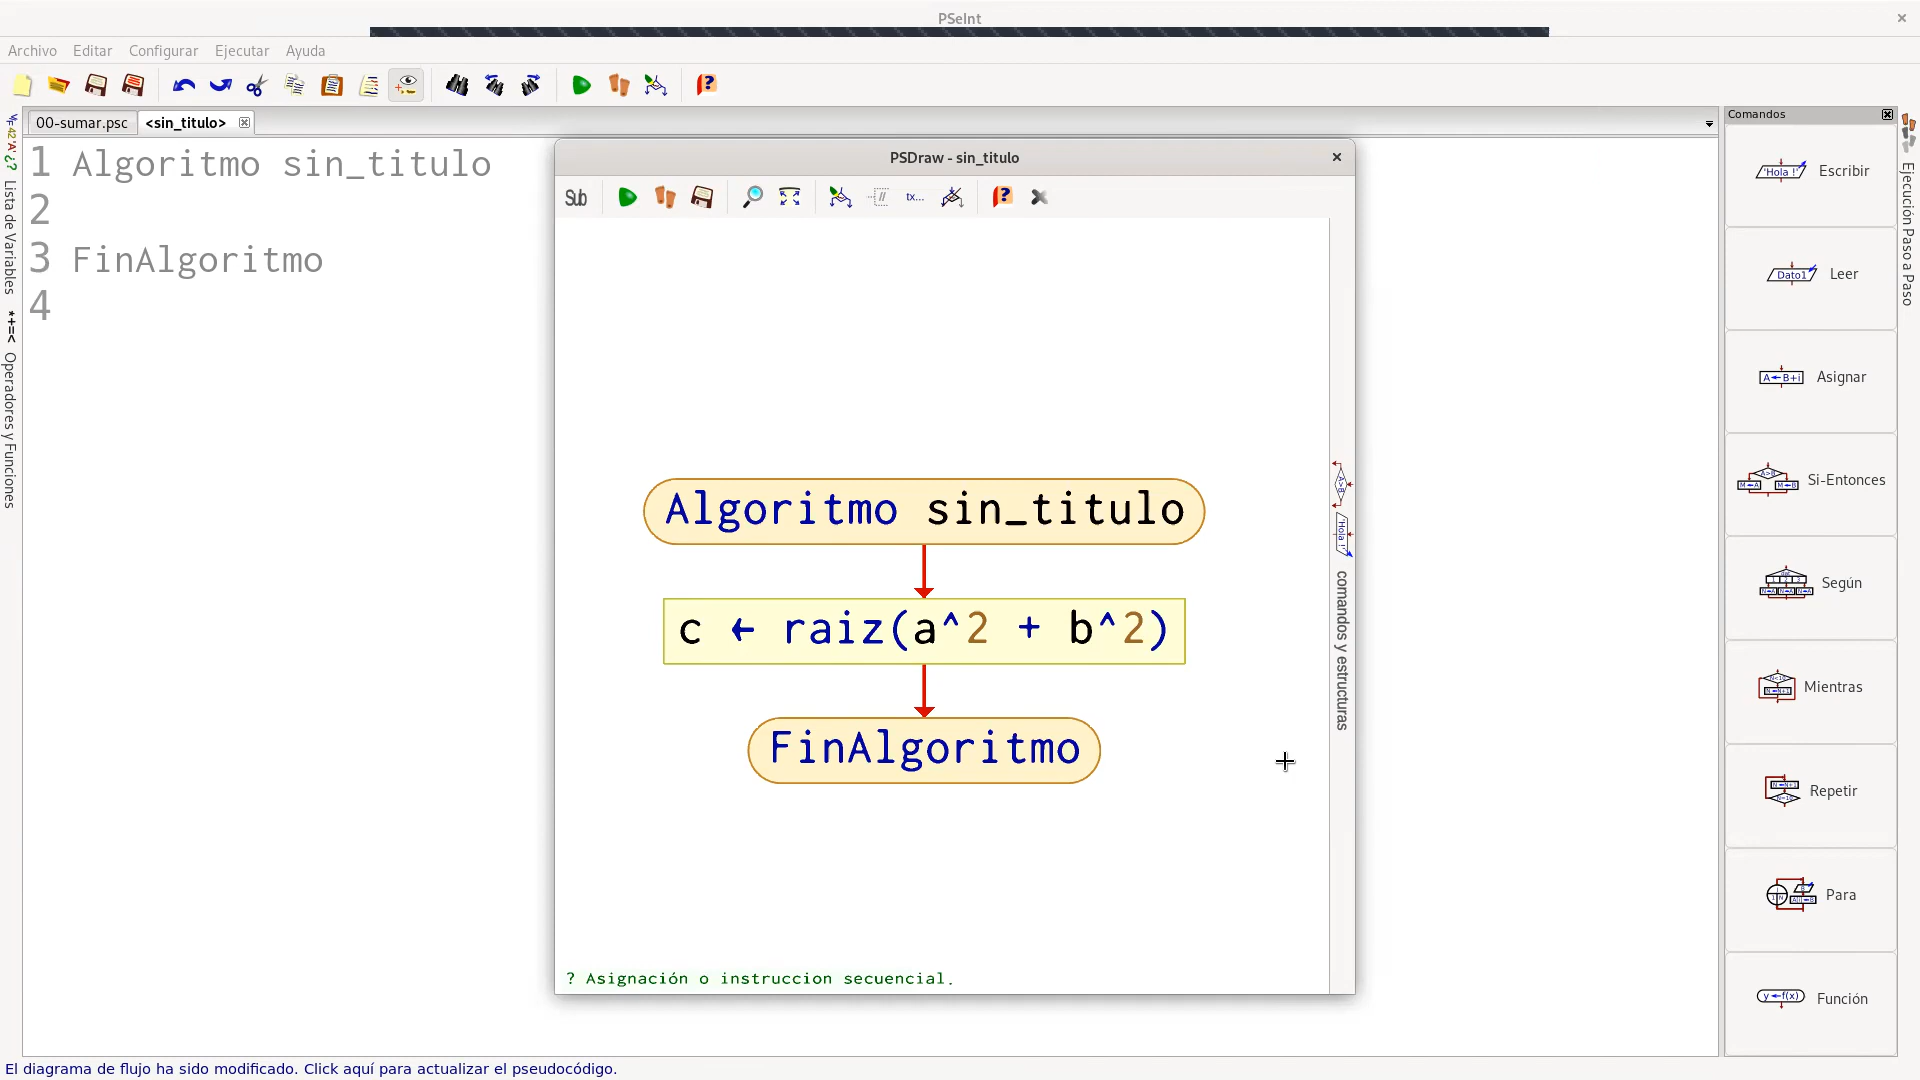 PSeInt
Archivo Editar Configurar Ejecutar Ayuda
00-sumar.psc <sin_titulo>
1 Algoritmo sin_titulo
2
3 FinAlgoritmo
4
Lista de Variables
*+=< Operadores y Funciones
PSDraw - sin_titulo
Sub
tx...
Algoritmo sin_titulo
c ← raiz(a^2 + b^2)
FinAlgoritmo
? Asignación o instruccion secuencial.
comandos y estructuras
Comandos
'Hola !' Escribir
Dato1 Leer
A←B+i Asignar
Si-Entonces
Según
Mientras
Repetir
Para
y←f(x) Función
Ejecución Paso a Paso
El diagrama de flujo ha sido modificado. Click aquí para actualizar el pseudocódigo.